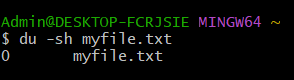 Admin@DESKTOP-FCRJSIE MINGW64 ~
$ du -sh myfile.txt
0       myfile.txt